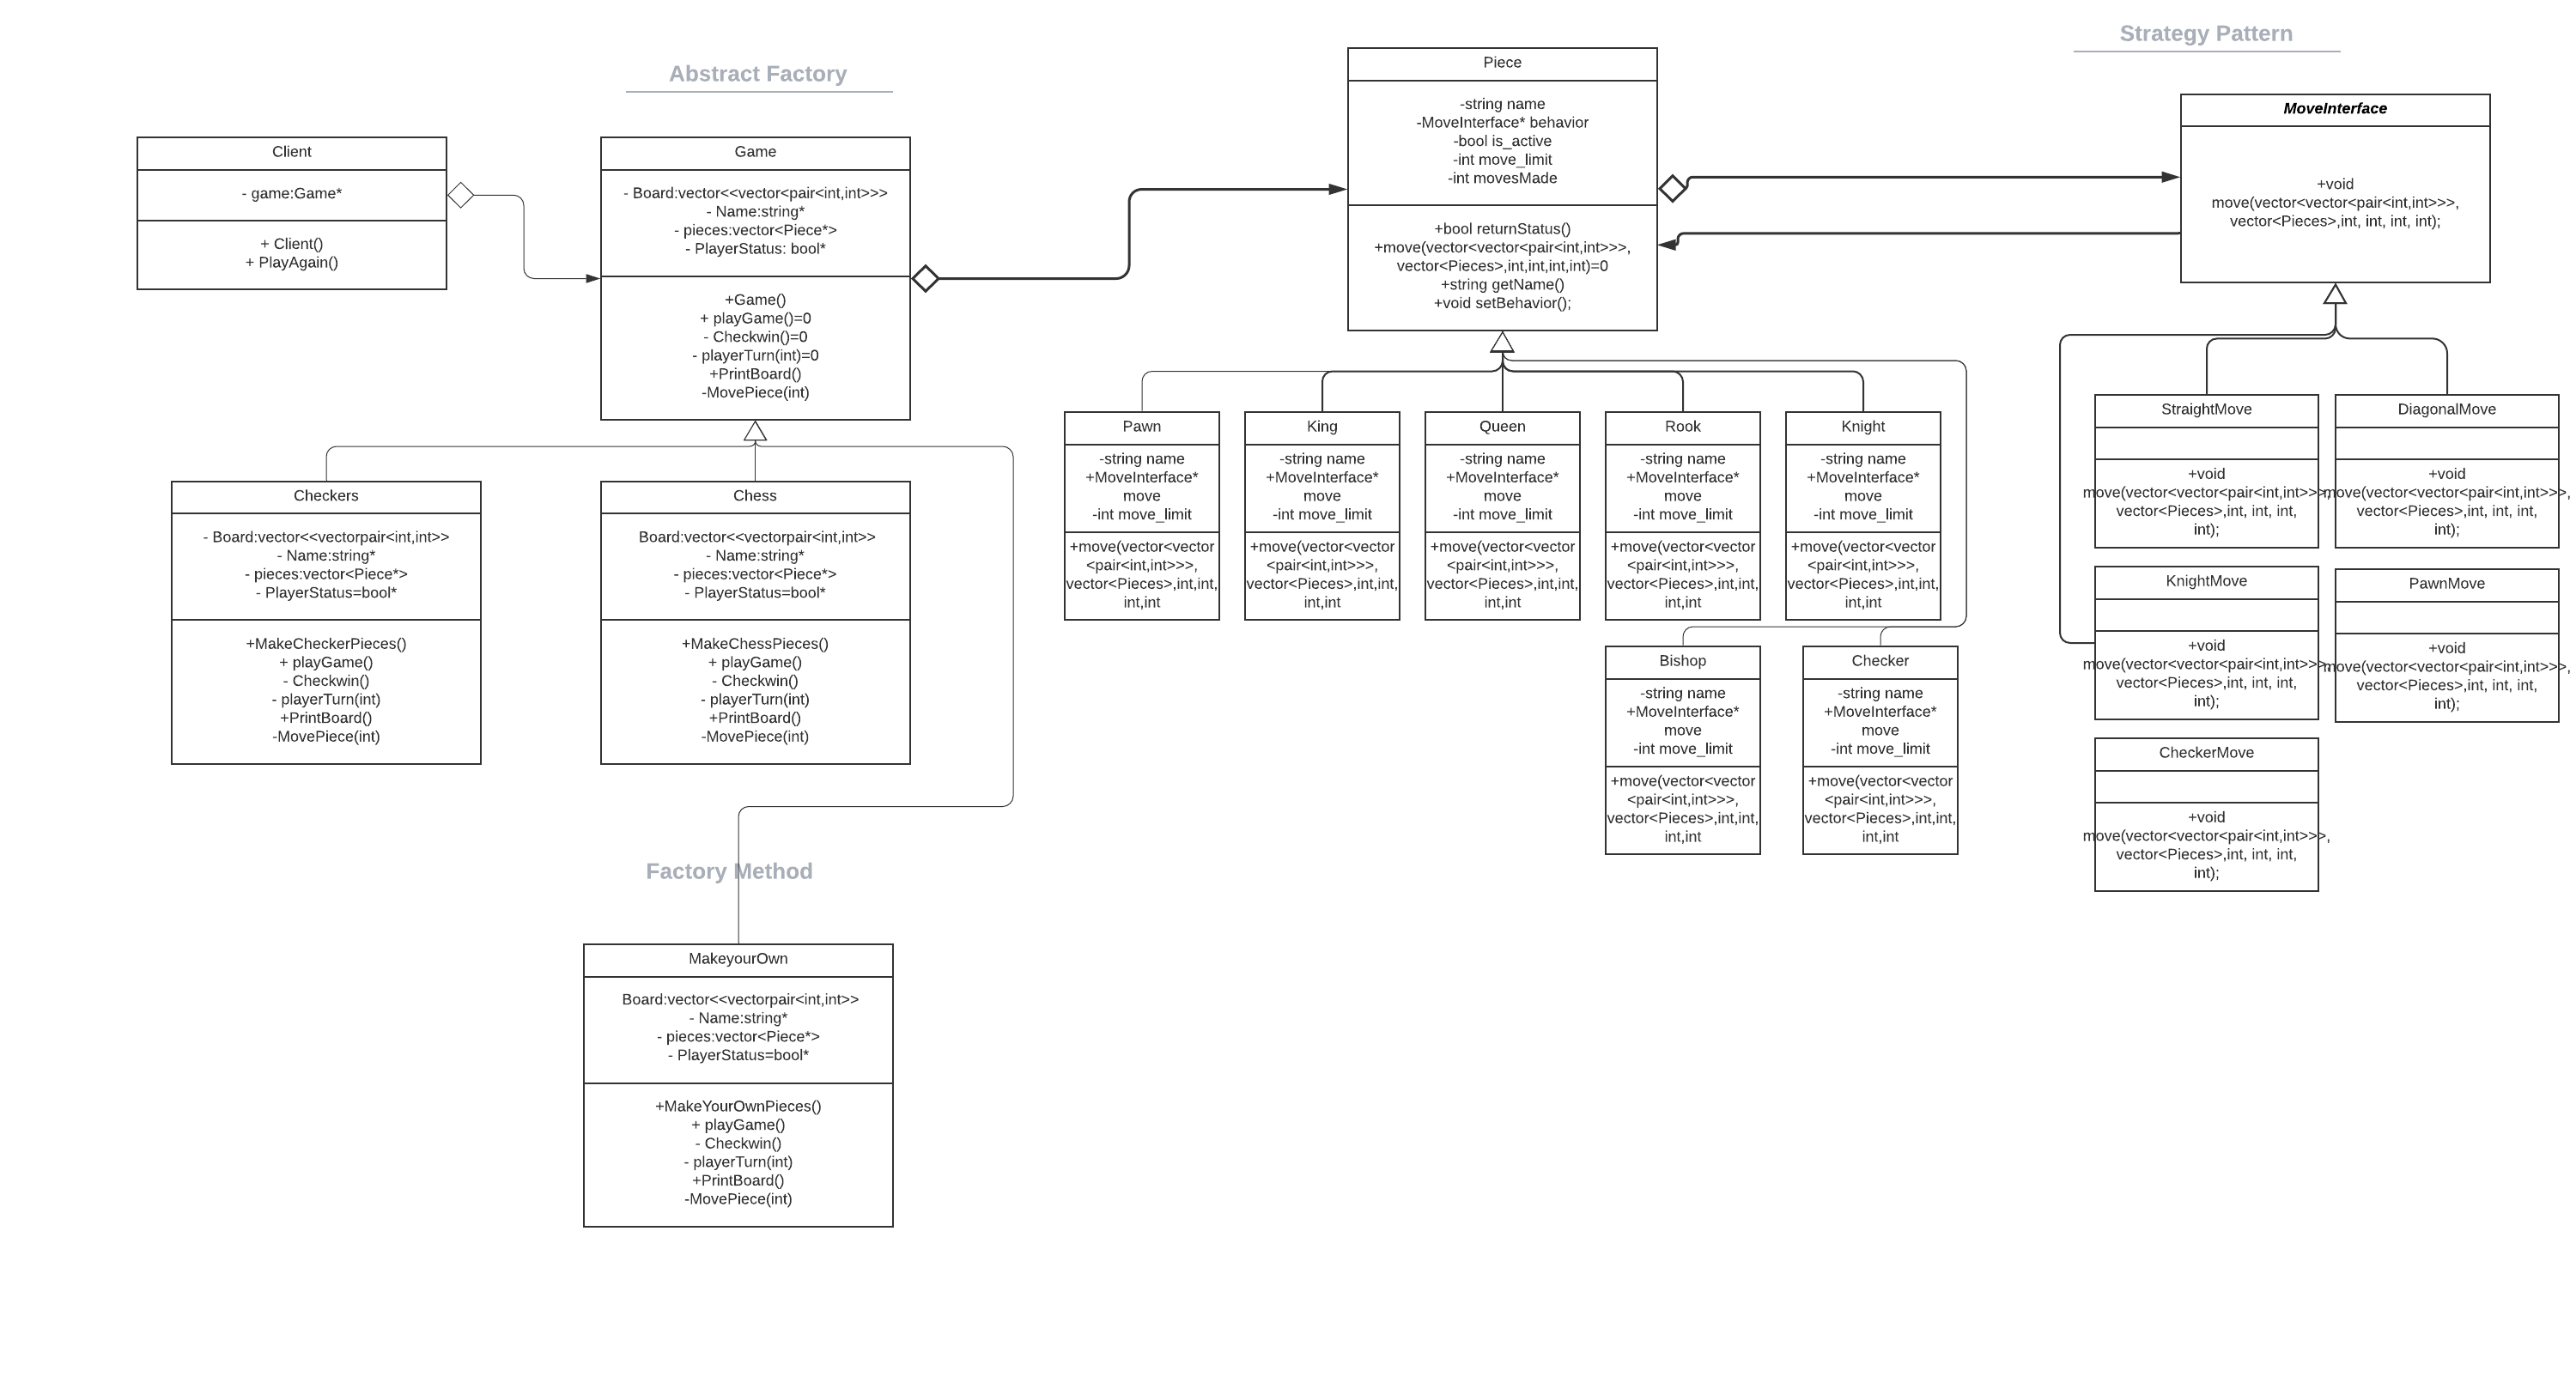 Strategy Pattern
Abstract Factory
Client
- game:Game*
+ Client()
+ PlayAgain()
Game
- Board:vector<<vector<pair<int,int>>>
- Name:string*
- pieces:vector<Piece*>
- PlayerStatus: bool*
+Game()
+ playGame()=0
- Checkwin()=0
- playerTurn(int)=0
+PrintBoard()
-MovePiece(int)
Piece
-string name
-MoveInterface* behavior
-bool is_active
-int move_limit
-int movesMade
+bool returnStatus()
+move(vector<vector<pair<int,int>>>,
vector<Pieces>,int,int,int,int)=0
+string getName()
+void setBehavior();
MoveInterface
+void
move(vector<vector<pair<int,int>>>,
vector<Pieces>,int, int, int, int);
Checkers
- Board:vector<<vectorpair<int,int>>
- Name:string*
- pieces:vector<Piece*>
- PlayerStatus=bool*
+MakeCheckerPieces()
+ playGame()
- Checkwin()
- playerTurn(int)
+PrintBoard()
-MovePiece(int)
Chess
Board:vector<<vectorpair<int,int>>
- Name:string*
- pieces:vector<Piece*>
- PlayerStatus=bool*
+MakeChessPieces()
+ playGame()
- Checkwin()
- playerTurn(int)
+PrintBoard()
-MovePiece(int)
Pawn
-string name
+MoveInterface*
move
-int move_limit
+move(vector<vector
<pair<int,int>>>,
vector<Pieces>,int,int,
int,int
King
-string name
+MoveInterface*
move
-int move_limit
+move(vector<vector
<pair<int,int>>>,
vector<Pieces>,int,int,
int,int
Queen
-string name
+MoveInterface*
move
-int move_limit
+move(vector<vector
<pair<int,int>>>,
vector<Pieces>,int,int,
int,int
Rook
-string name
+MoveInterface*
move
-int move_limit
+move(vector<vector
<pair<int,int>>>,
vector<Pieces>,int,int,
int,int
Knight
-string name
+MoveInterface*
move
-int move_limit
+move(vector<vector
<pair<int,int>>>,
vector<Pieces>,int,int,
int,int
Bishop
-string name
+MoveInterface*
move
-int move_limit
+move(vector<vector
<pair<int,int>>>,
vector<Pieces>,int,int,
int,int
Checker
-string name
+MoveInterface*
move
-int move_limit
+move(vector<vector
<pair<int,int>>>,
vector<Pieces>,int,int,
int,int
StraightMove
+void
move(vector<vector<pair<int,int>>>,
vector<Pieces>,int, int, int,
int);
DiagonalMove
+void
move(vector<vector<pair<int,int>>>,
vector<Pieces>,int, int, int,
int);
KnightMove
+void
move(vector<vector<pair<int,int>>>,
vector<Pieces>,int, int, int,
int);
PawnMove
+void
move(vector<vector<pair<int,int>>>,
vector<Pieces>,int, int, int,
int);
CheckerMove
+void
move(vector<vector<pair<int,int>>>,
vector<Pieces>,int, int, int,
int);
Factory Method
MakeyourOwn
Board:vector<<vectorpair<int,int>>
- Name:string*
- pieces:vector<Piece*>
- PlayerStatus=bool*
+MakeYourOwnPieces()
+ playGame()
- Checkwin()
- playerTurn(int)
+PrintBoard()
-MovePiece(int)